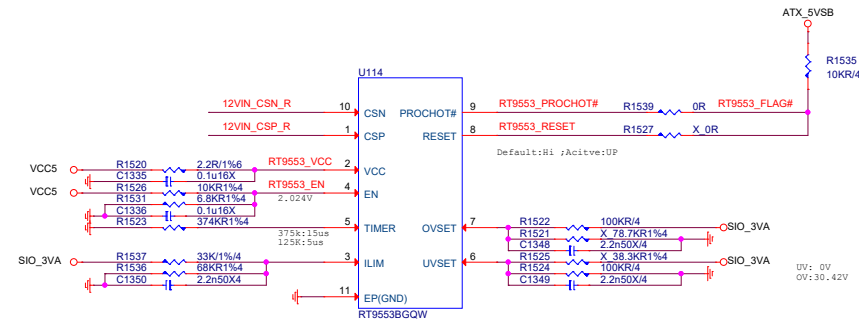 ATX_5VSB
R1535
10KR/4
U114
12VIN_CSN_R
10
CSN
PROCHOT#
9
RT9553_PROCHOT#
R1539
0R
RT9553_FLAG#
12VIN_CSP_R
1
CSP
RESET
8
RT9553_RESET
R1527
X_0R
Default:Hi ;Acitve:UP
VCC5
R1520
2.2R/1%6
RT9553_VCC
2
VCC
C1335
0.1u16X
VCC5
R1526
10KR1%4
RT9553_EN
4
EN
R1531
6.8KR1%4
2.024V
C1336
0.1u16X
R1523
374KR1%4
5
TIMER
375k:15us
125K:5us
OVSET
7
R1522
100KR/4
SIO_3VA
R1521
X_78.7KR1%4
C1348
2.2n50X/4
SIO_3VA
R1537
33K/1%/4
3
ILIM
R1536
68KR1%4
C1350
2.2n50X4
UVSET
6
R1525
X_38.3KR1%4
SIO_3VA
R1524
100KR/4
C1349
2.2n50X/4
UV: 0V
OV:30.42V
11
EP(GND)
RT9553BGQW